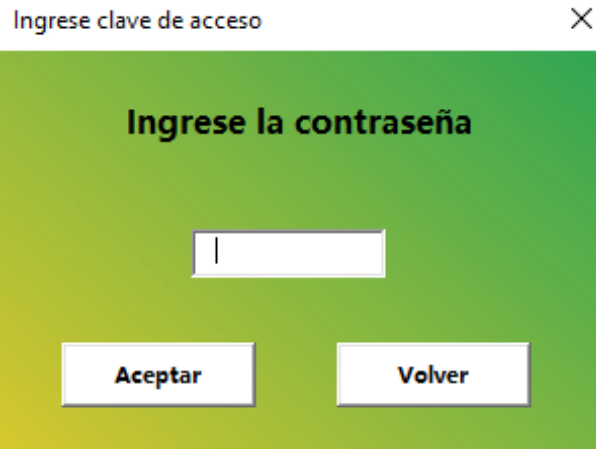 Ingrese clave de acceso
Ingrese la contraseña
Aceptar
Volver